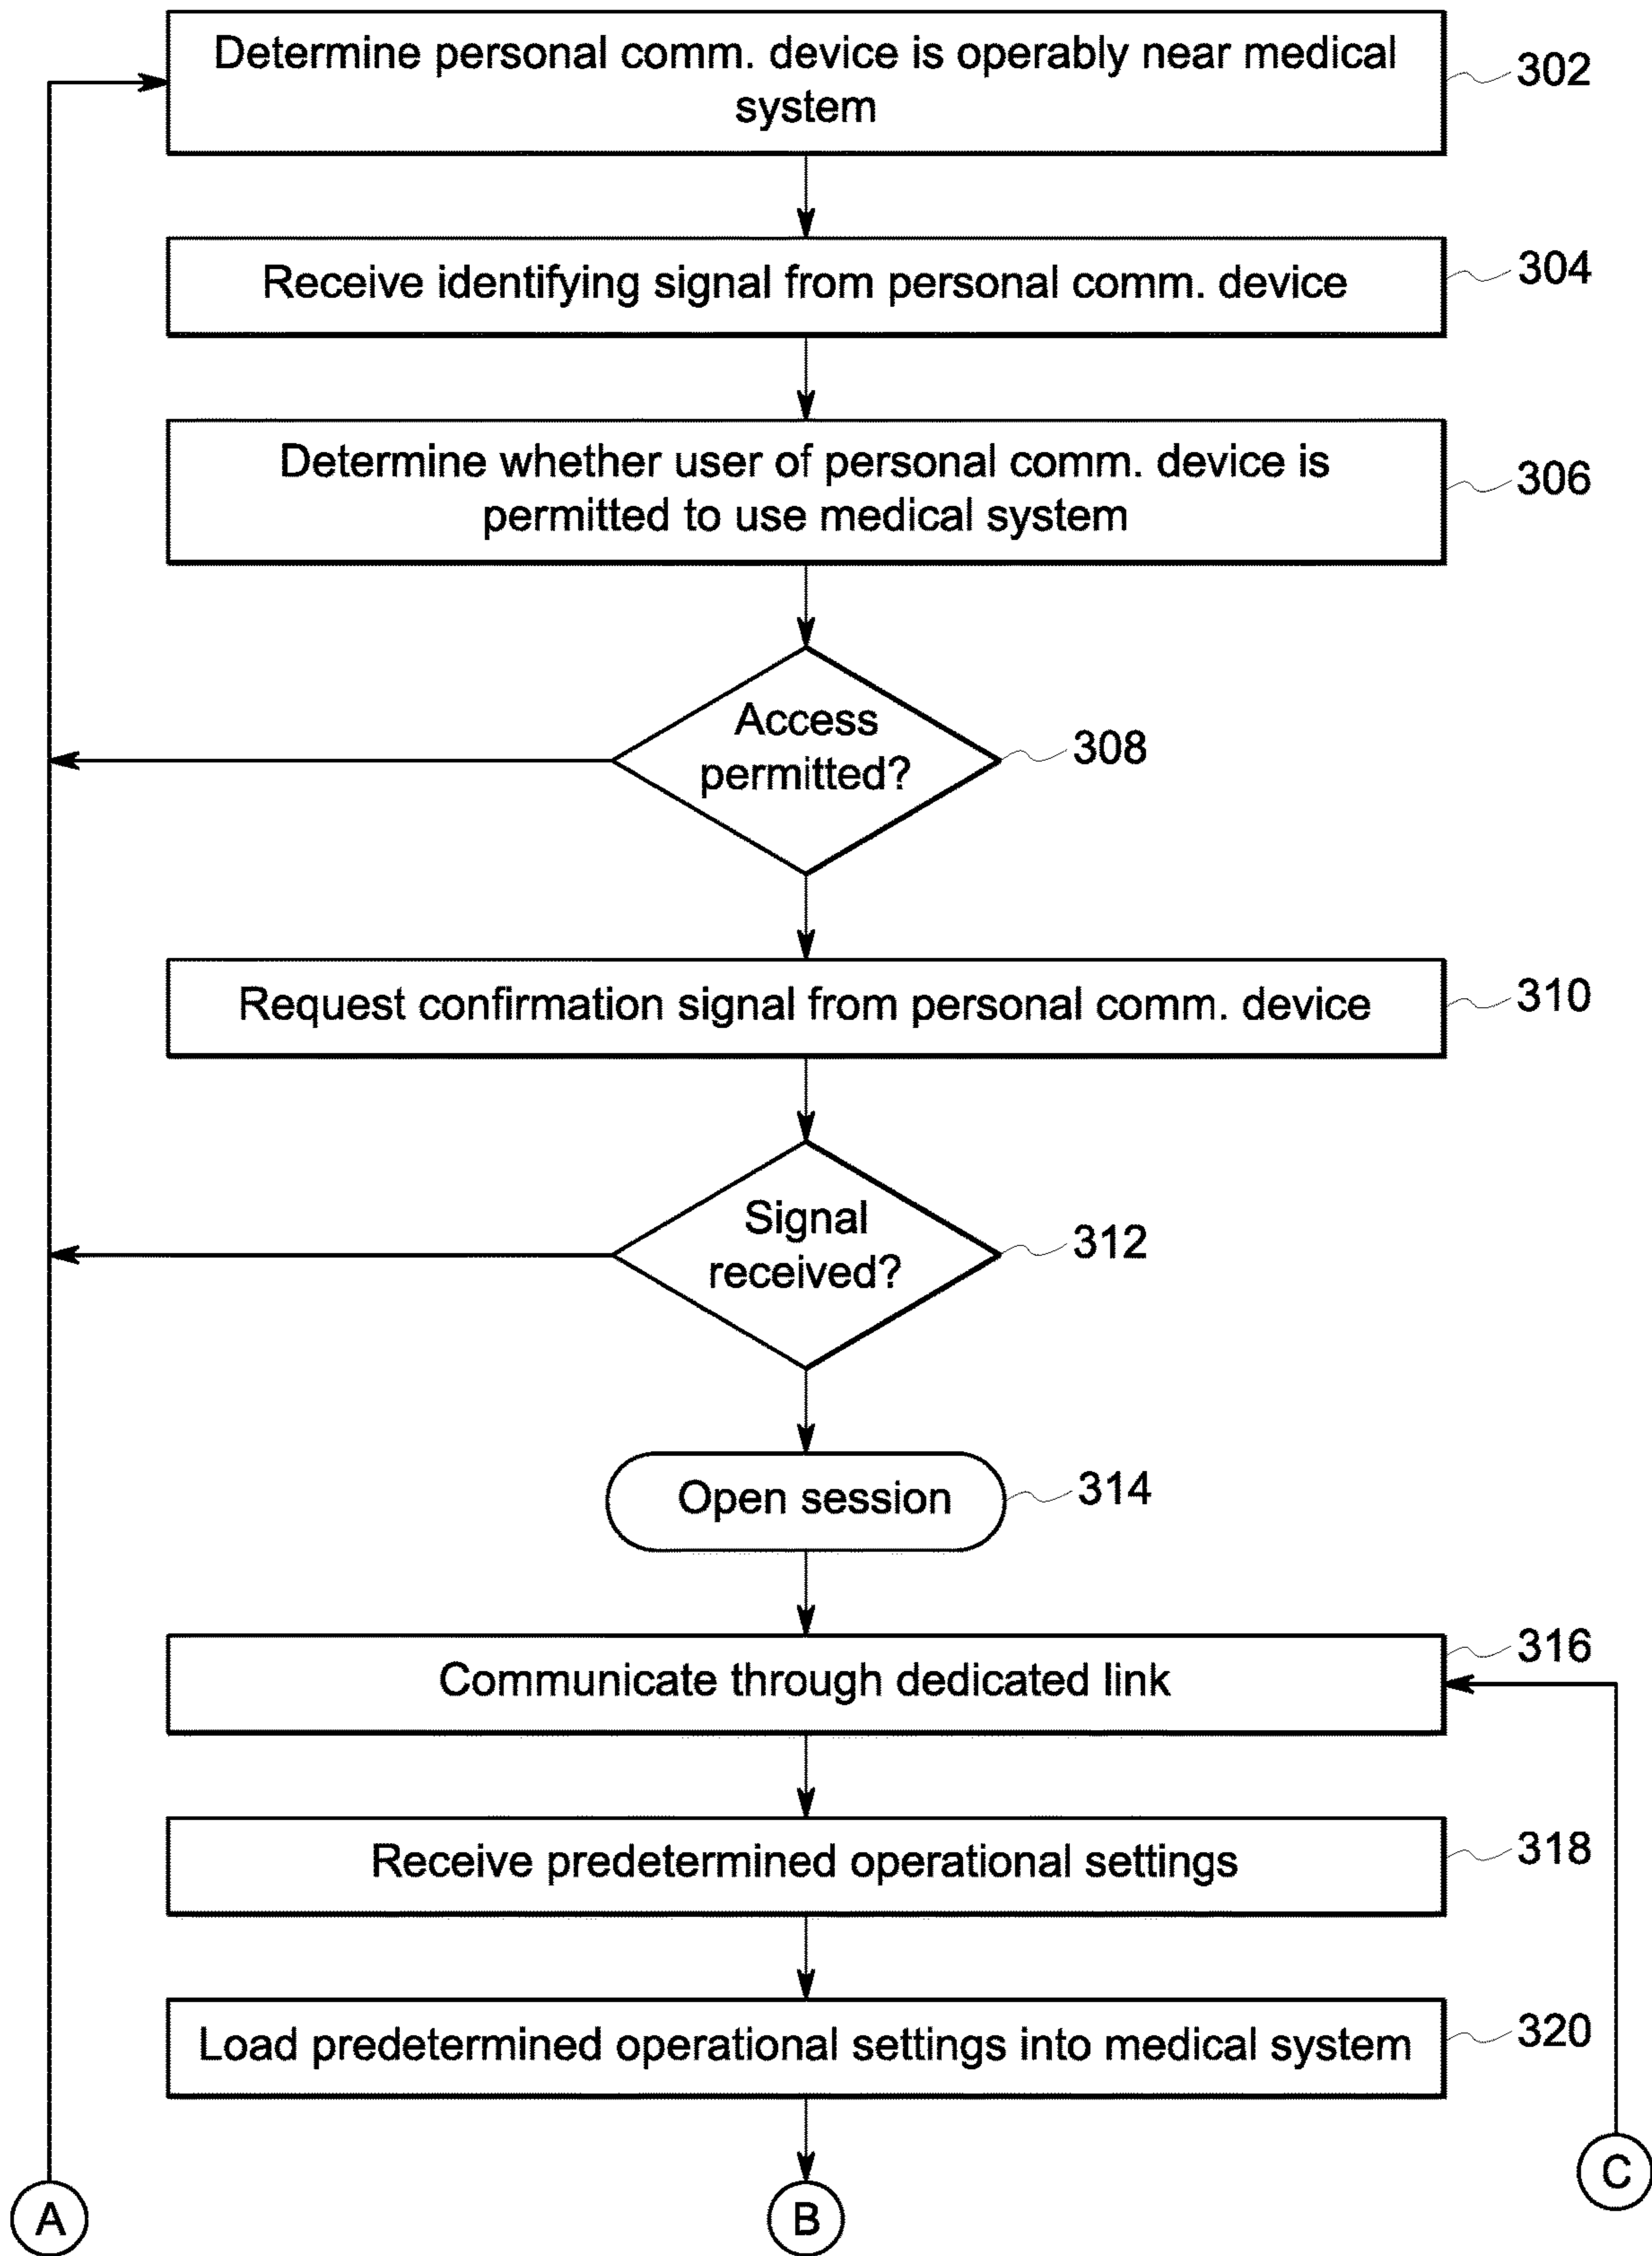 Determine personal comm. device is operably near medical
system
302
Receive identifying signal from personal comm. device
304
Determine whether user of personal comm. device is
permitted to use medical system
306
Access
permitted?
308
Request confirmation signal from personal comm. device
310
Signal
received?
312
Open session
314
Communicate through dedicated link
316
Receive predetermined operational settings
318
Load predetermined operational settings into medical system
320
A
B
C